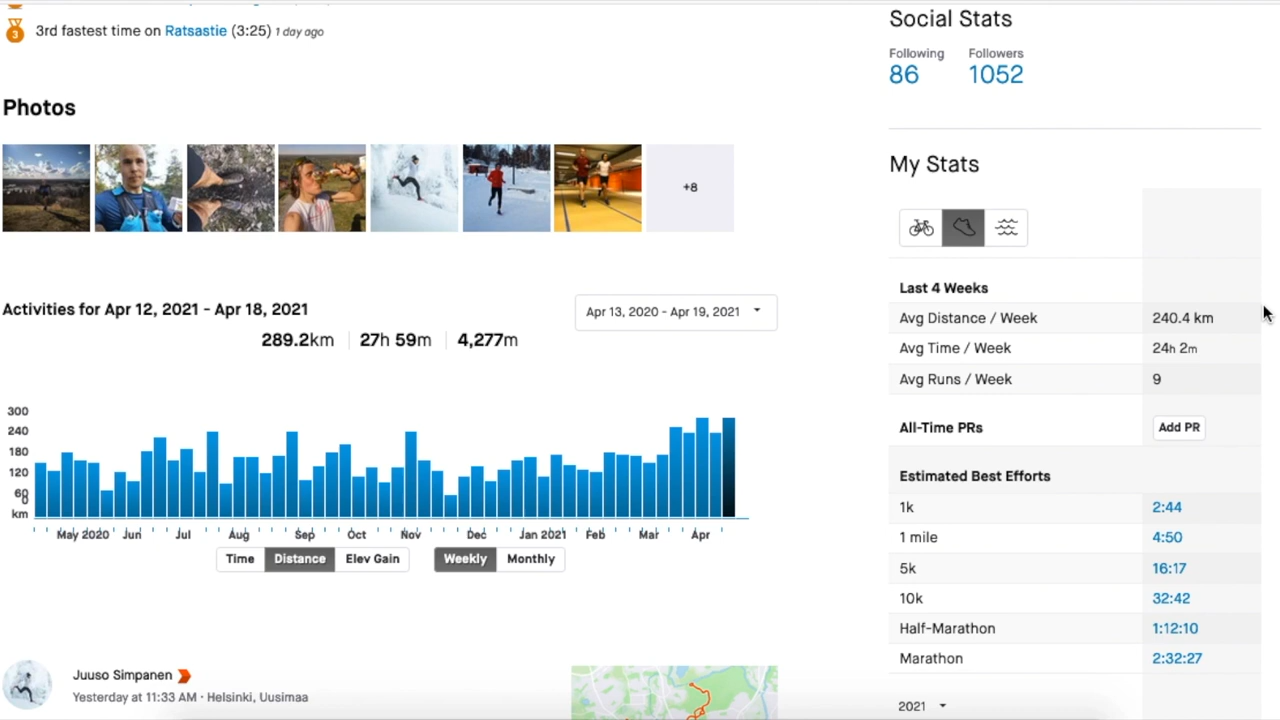 3
3rd fastest time on Ratsastie (3:25) 1 day ago
Photos
+8
Activities for Apr 12, 2021 - Apr 18, 2021
Apr 13, 2020 - Apr 19, 2021
289.2km
27h 59m
4,277m
300
240
180
120
60
0
km
May 2020 Jun Jul Aug Sep Oct Nov Dec Jan 2021 Feb Mar Apr
Time Distance Elev Gain Weekly Monthly
Juuso Simpanen
Yesterday at 11:33 AM · Helsinki, Uusimaa
Social Stats
Following Followers
86 1052
My Stats
Last 4 Weeks
Avg Distance / Week 240.4 km
Avg Time / Week 24h 2m
Avg Runs / Week 9
All-Time PRs Add PR
Estimated Best Efforts
1k 2:44
1 mile 4:50
5k 16:17
10k 32:42
Half-Marathon 1:12:10
Marathon 2:32:27
2021